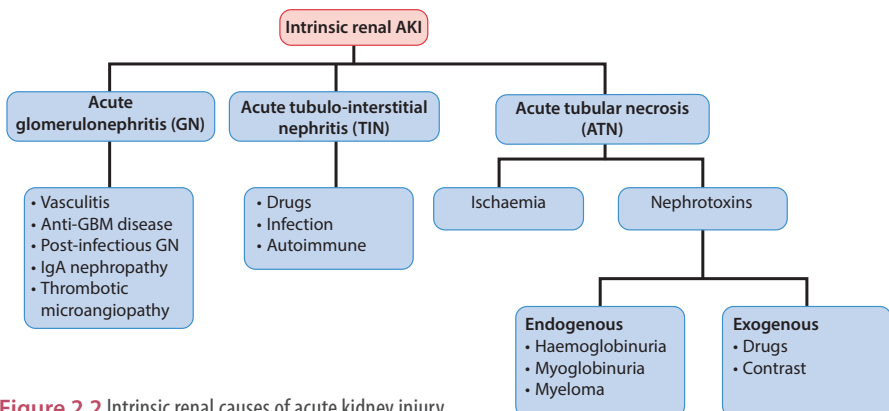 Intrinsic renal AKI
Acute
glomerulonephritis (GN)
Acute tubulo-interstitial
nephritis (TIN)
Acute tubular necrosis
(ATN)
• Vasculitis
• Anti-GBM disease
• Post-infectious GN
• IgA nephropathy
• Thrombotic
microangiopathy
• Drugs
• Infection
• Autoimmune
Ischaemia
Nephrotoxins
Endogenous
• Haemoglobinuria
• Myoglobinuria
• Myeloma
Exogenous
• Drugs
• Contrast
Figure 2.2 Intrinsic renal causes of acute kidney injury